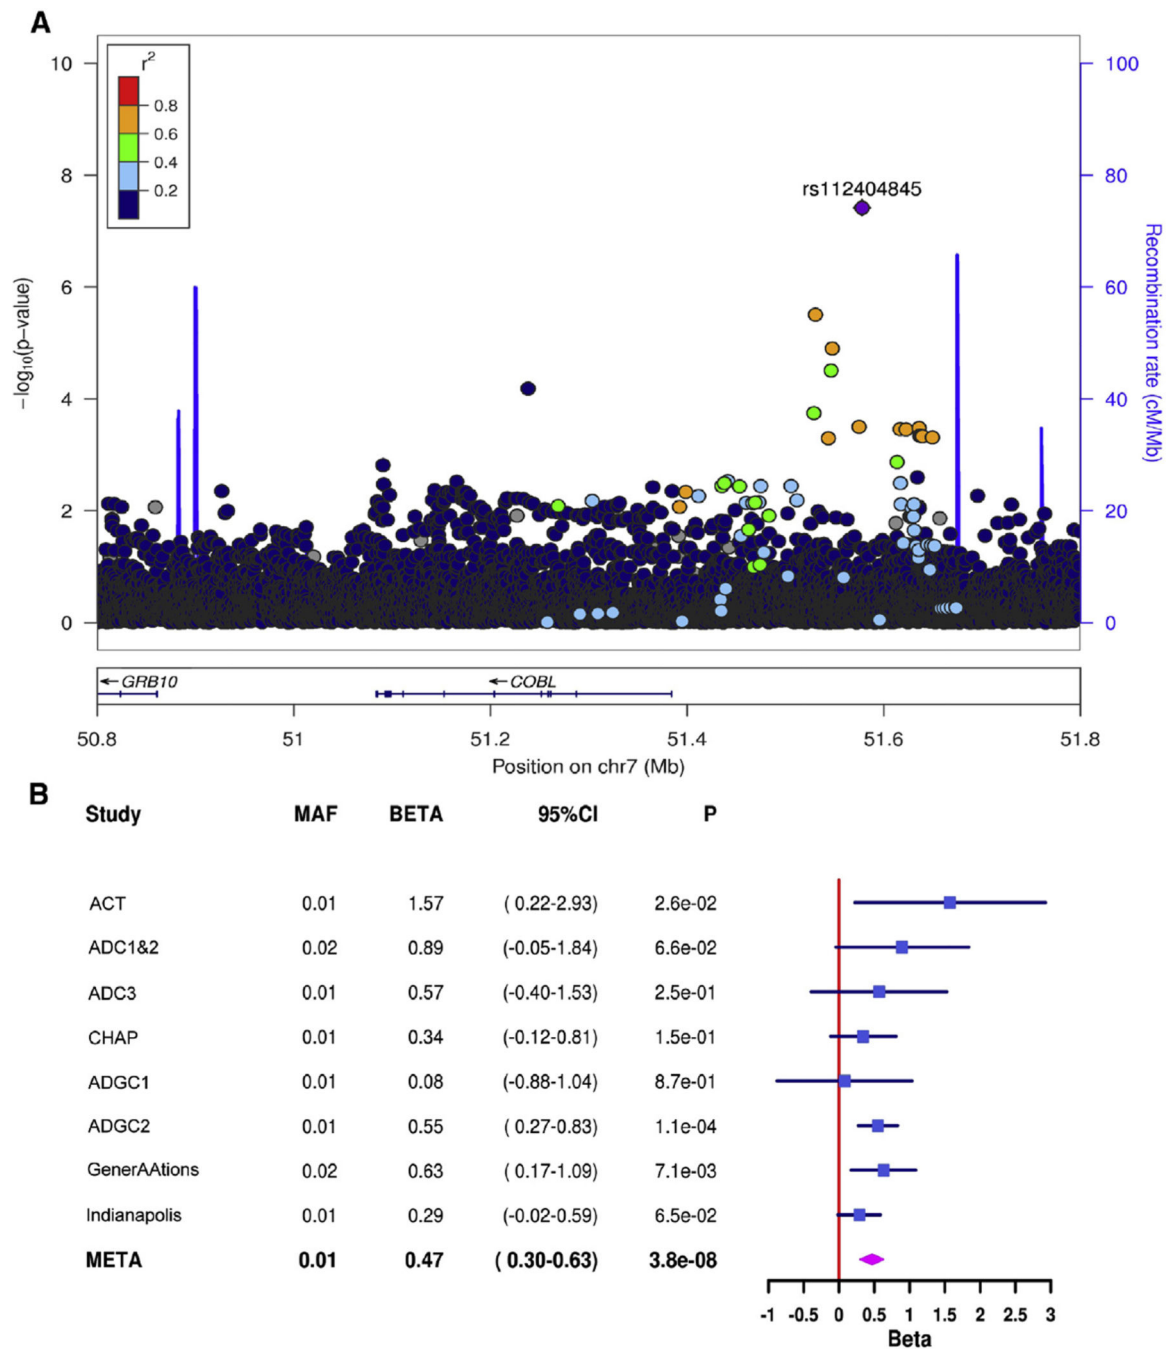 A
r2
0.8
0.6
0.4
0.2
rs112404845
10
8
6
4
2
0
−log10(p−value)
100
80
60
40
20
0
Recombination rate (cM/Mb)
←GRB10
←COBL
50.8 51 51.2 51.4 51.6 51.8
Position on chr7 (Mb)
B
Study MAF BETA 95%CI P
ACT 0.01 1.57 ( 0.22-2.93) 2.6e-02
ADC1&2 0.02 0.89 (-0.05-1.84) 6.6e-02
ADC3 0.01 0.57 (-0.40-1.53) 2.5e-01
CHAP 0.01 0.34 (-0.12-0.81) 1.5e-01
ADGC1 0.01 0.08 (-0.88-1.04) 8.7e-01
ADGC2 0.01 0.55 ( 0.27-0.83) 1.1e-04
GenerAAtions 0.02 0.63 ( 0.17-1.09) 7.1e-03
Indianapolis 0.01 0.29 (-0.02-0.59) 6.5e-02
META 0.01 0.47 ( 0.30-0.63) 3.8e-08
-1 -0.5 0 0.5 1 1.5 2 2.5 3
Beta